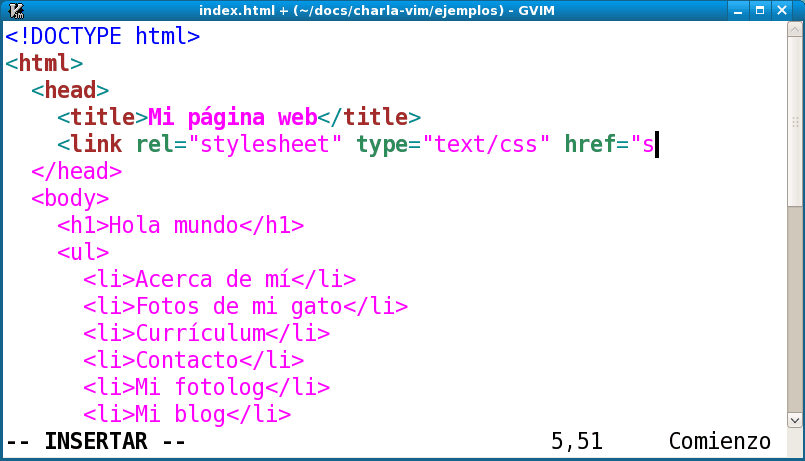 index.html + (~/docs/charla-vim/ejemplos) - GVIM
<!DOCTYPE html>
<html>
  <head>
    <title>Mi página web</title>
    <link rel="stylesheet" type="text/css" href="s
  </head>
  <body>
    <h1>Hola mundo</h1>
    <ul>
      <li>Acerca de mí</li>
      <li>Fotos de mi gato</li>
      <li>Currículum</li>
      <li>Contacto</li>
      <li>Mi fotolog</li>
      <li>Mi blog</li>
-- INSERTAR -- 5,51 Comienzo